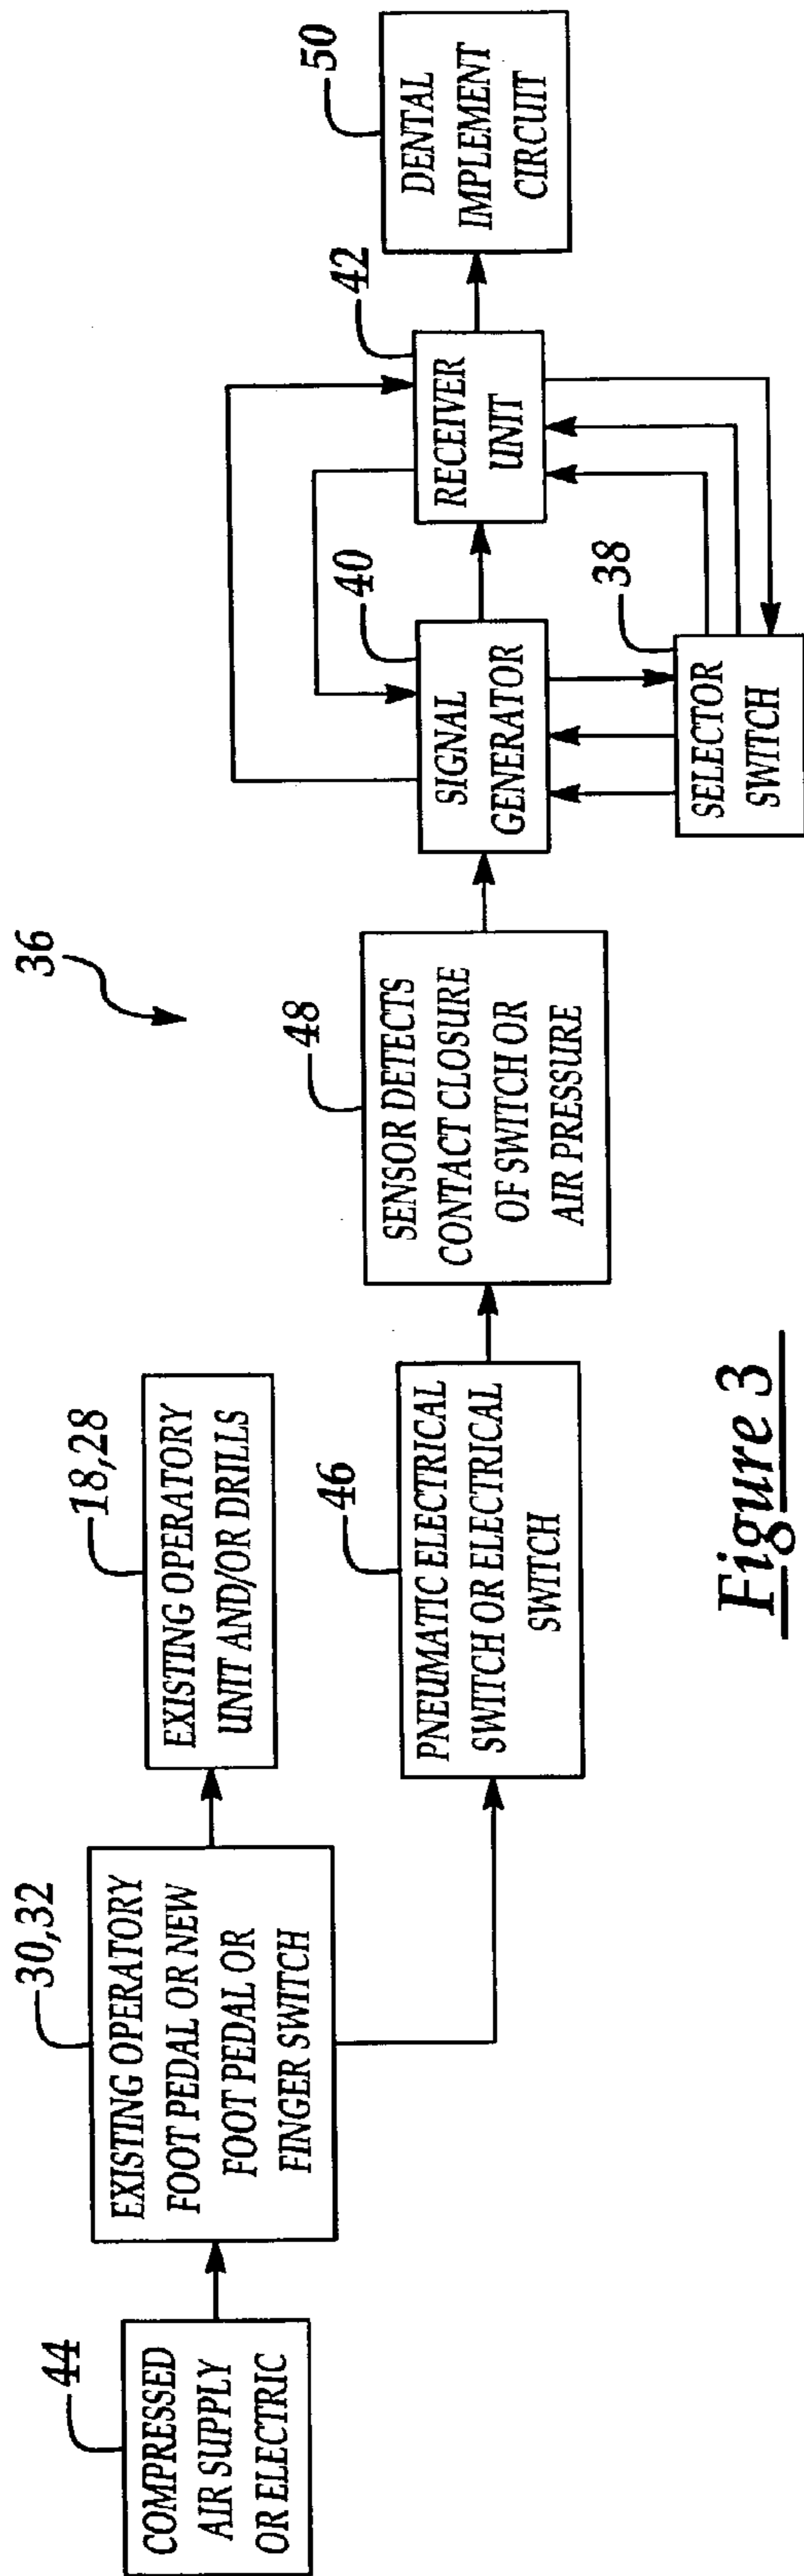 36
44
COMPRESSED
AIR SUPPLY
OR ELECTRIC
30,32
EXISTING OPERATORY
FOOT PEDAL OR NEW
FOOT PEDAL OR
FINGER SWITCH
18,28
EXISTING OPERATORY
UNIT AND/OR DRILLS
46
PNEUMATIC ELECTRICAL
SWITCH OR ELECTRICAL
SWITCH
48
SENSOR DETECTS
CONTACT CLOSURE
OF SWITCH OR
AIR PRESSURE
40
SIGNAL
GENERATOR
42
RECEIVER
UNIT
38
SELECTOR
SWITCH
50
DENTAL
IMPLEMENT
CIRCUIT
Figure 3